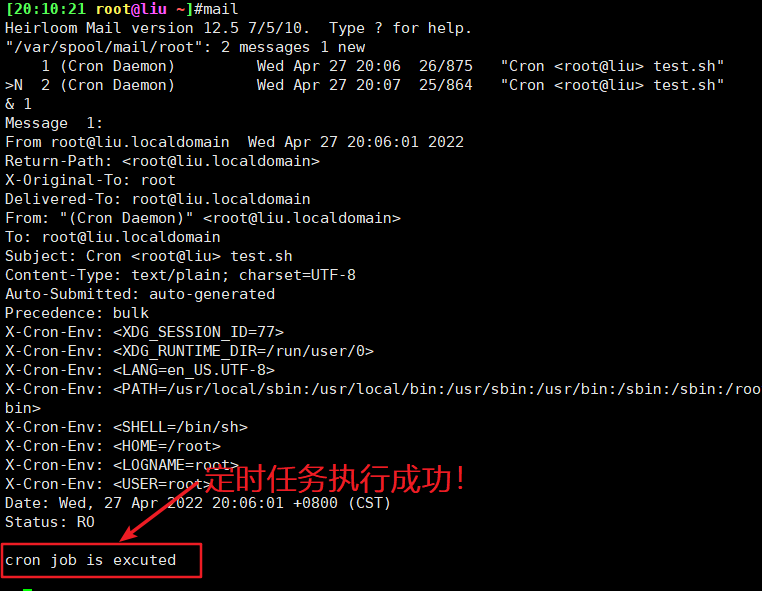 [20:10:21 root@liu ~]#mail
Heirloom Mail version 12.5 7/5/10.  Type ? for help.
"/var/spool/mail/root": 2 messages 1 new
    1 (Cron Daemon)         Wed Apr 27 20:06  26/875   "Cron <root@liu> test.sh"
>N  2 (Cron Daemon)         Wed Apr 27 20:07  25/864   "Cron <root@liu> test.sh"
& 1
Message  1:
From root@liu.localdomain  Wed Apr 27 20:06:01 2022
Return-Path: <root@liu.localdomain>
X-Original-To: root
Delivered-To: root@liu.localdomain
From: "(Cron Daemon)" <root@liu.localdomain>
To: root@liu.localdomain
Subject: Cron <root@liu> test.sh
Content-Type: text/plain; charset=UTF-8
Auto-Submitted: auto-generated
Precedence: bulk
X-Cron-Env: <XDG_SESSION_ID=77>
X-Cron-Env: <XDG_RUNTIME_DIR=/run/user/0>
X-Cron-Env: <LANG=en_US.UTF-8>
X-Cron-Env: <PATH=/usr/local/sbin:/usr/local/bin:/usr/sbin:/usr/bin:/sbin:/sbin:/roo
bin>
X-Cron-Env: <SHELL=/bin/sh>
X-Cron-Env: <HOME=/root>
X-Cron-Env: <LOGNAME=root>
定时任务执行成功！
X-Cron-Env: <USER=root>
Date: Wed, 27 Apr 2022 20:06:01 +0800 (CST)
Status: RO
cron job is excuted